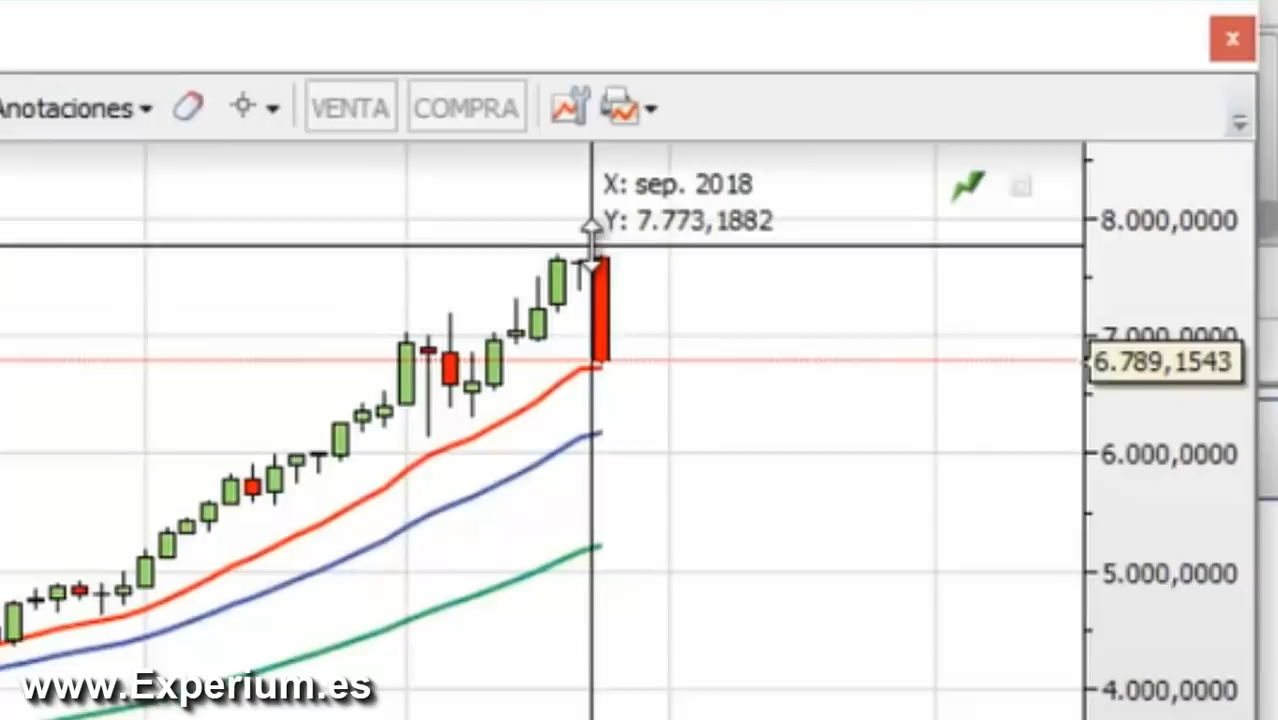 x
Anotaciones
VENTA
COMPRA
X: sep. 2018
Y: 7.773,1882
8.000,0000
7.000,0000
6.789,1543
6.000,0000
5.000,0000
4.000,0000
www.Experium.es